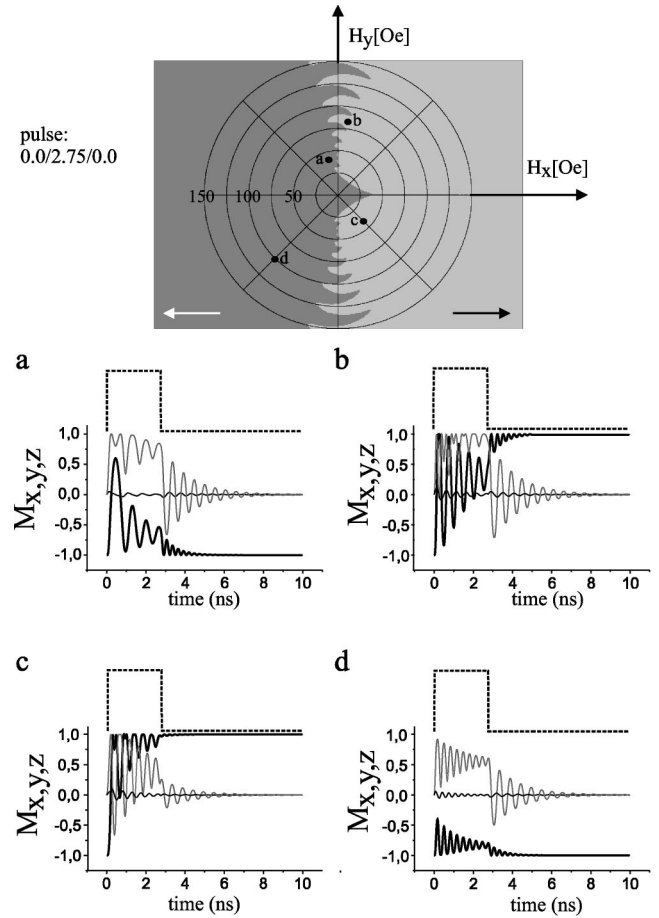 Hy[Oe]
pulse:
0.0/2.75/0.0
b
a
Hx[Oe]
150 100 50
c
d
a
1,0
0,5
0,0
-0,5
-1,0
Mx,y,z
0 2 4 6 8 10
time (ns)
b
1,0
0,5
0,0
-0,5
-1,0
Mx,y,z
0 2 4 6 8 10
time (ns)
c
1,0
0,5
0,0
-0,5
-1,0
Mx,y,z
0 2 4 6 8 10
time (ns)
d
1,0
0,5
0,0
-0,5
-1,0
Mx,y,z
0 2 4 6 8 10
time (ns)